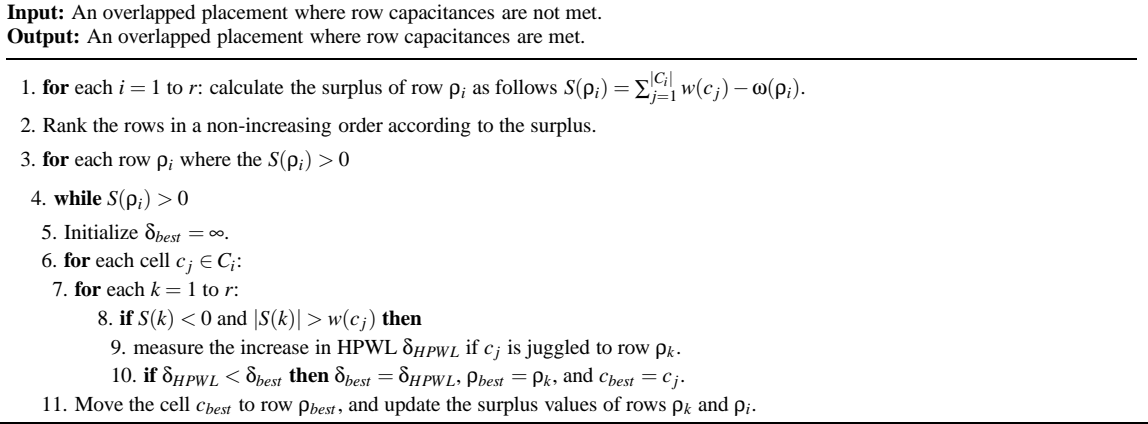 Input: An overlapped placement where row capacitances are not met.
Output: An overlapped placement where row capacitances are met.
1. for each i = 1 to r: calculate the surplus of row ρ_i as follows S(ρ_i) = ∑_{j=1}^{|C_i|} w(c_j) − ω(ρ_i).
2. Rank the rows in a non-increasing order according to the surplus.
3. for each row ρ_i where the S(ρ_i) > 0
4. while S(ρ_i) > 0
5. Initialize δ_best = ∞.
6. for each cell c_j ∈ C_i:
7. for each k = 1 to r:
8. if S(k) < 0 and |S(k)| > w(c_j) then
9. measure the increase in HPWL δ_HPWL if c_j is juggled to row ρ_k.
10. if δ_HPWL < δ_best then δ_best = δ_HPWL, ρ_best = ρ_k, and c_best = c_j.
11. Move the cell c_best to row ρ_best, and update the surplus values of rows ρ_k and ρ_i.